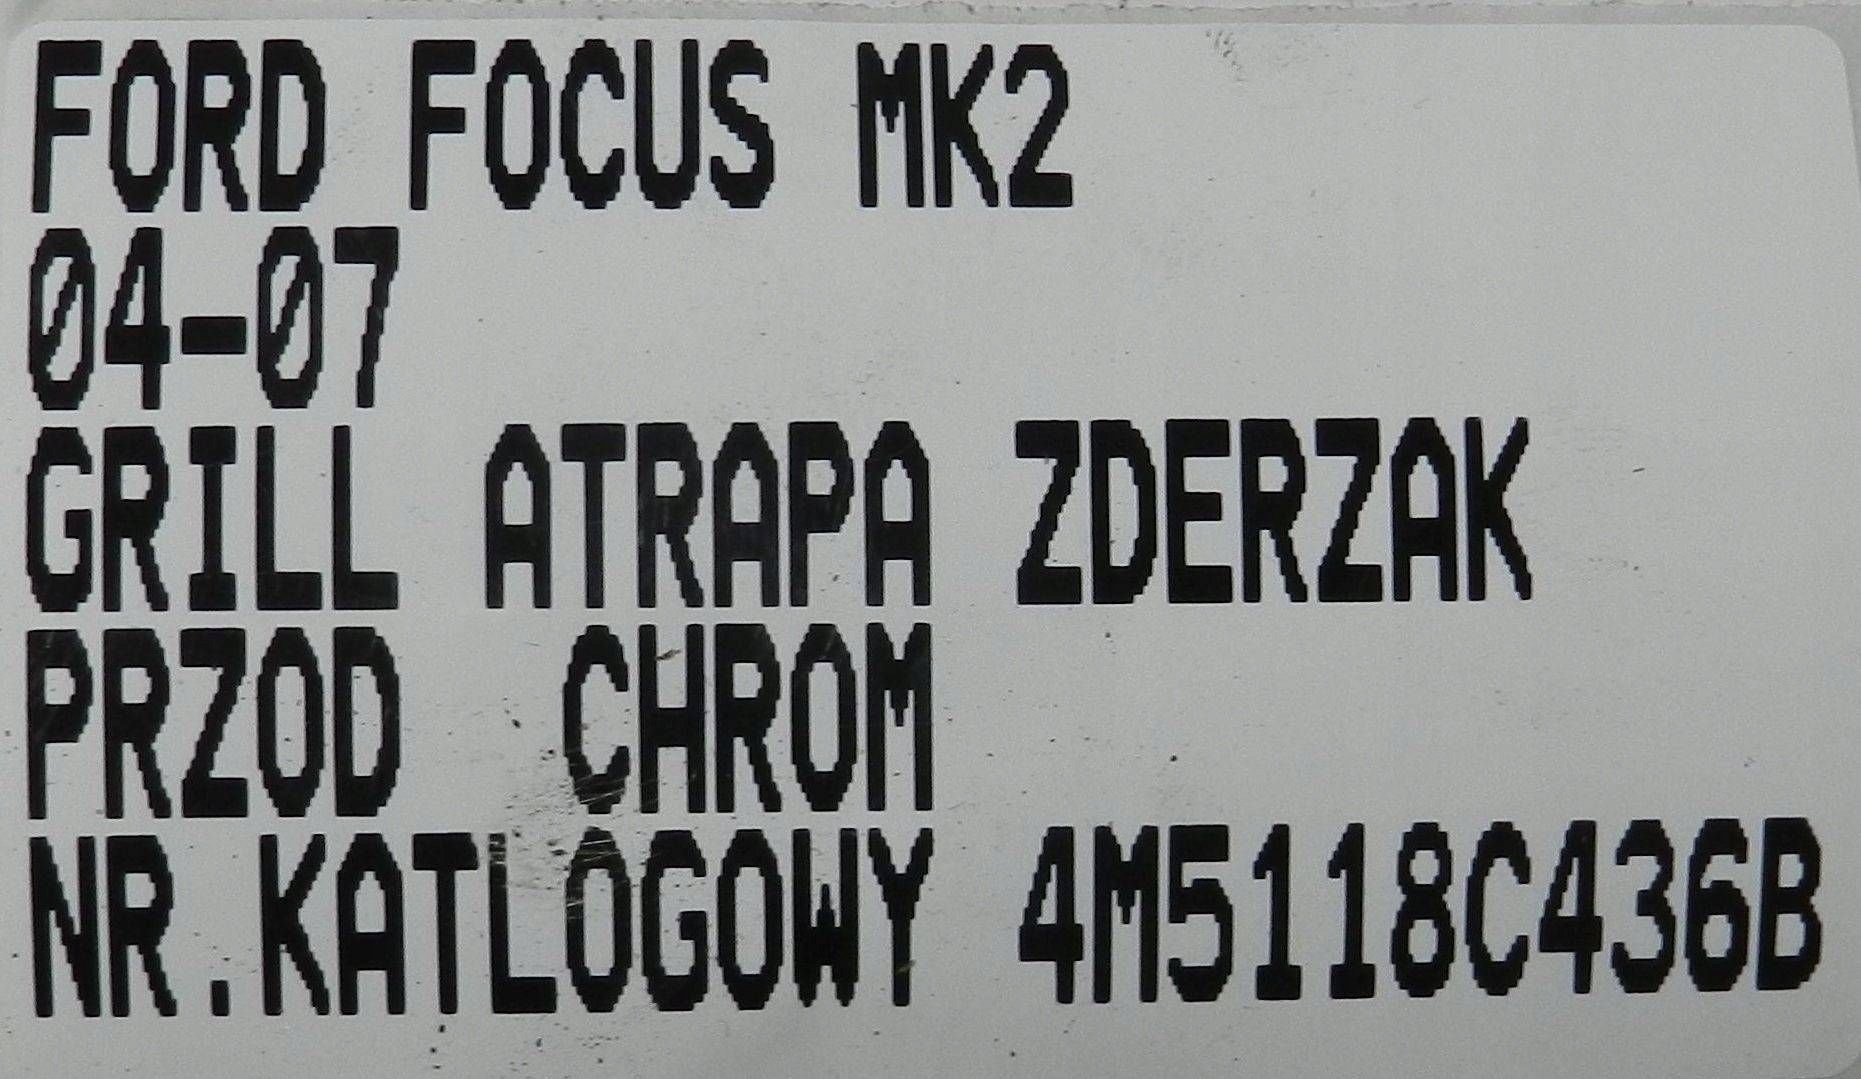 FORD FOCUS MK2
04-07
GRILL ATRAPA ZDERZAK
PRZOD CHROM
NR.KATLOGOWY 4M5118C436B